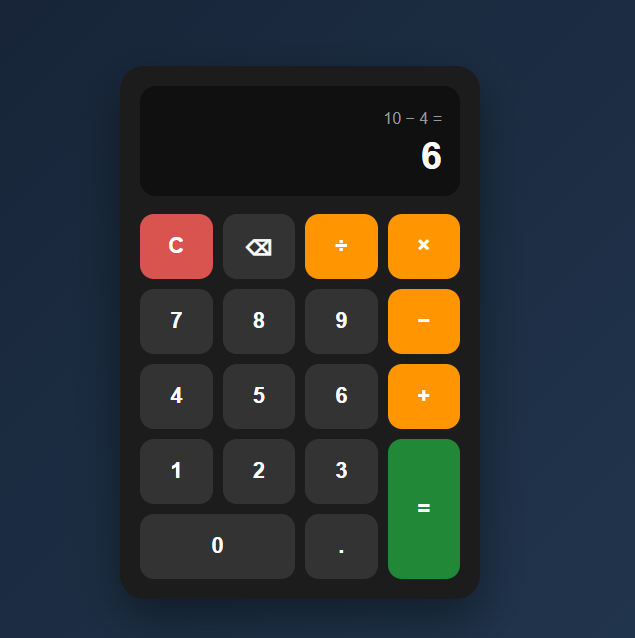 10 − 4 =
6
C ⌫ ÷ ×
7 8 9 −
4 5 6 +
1 2 3 =
0 .